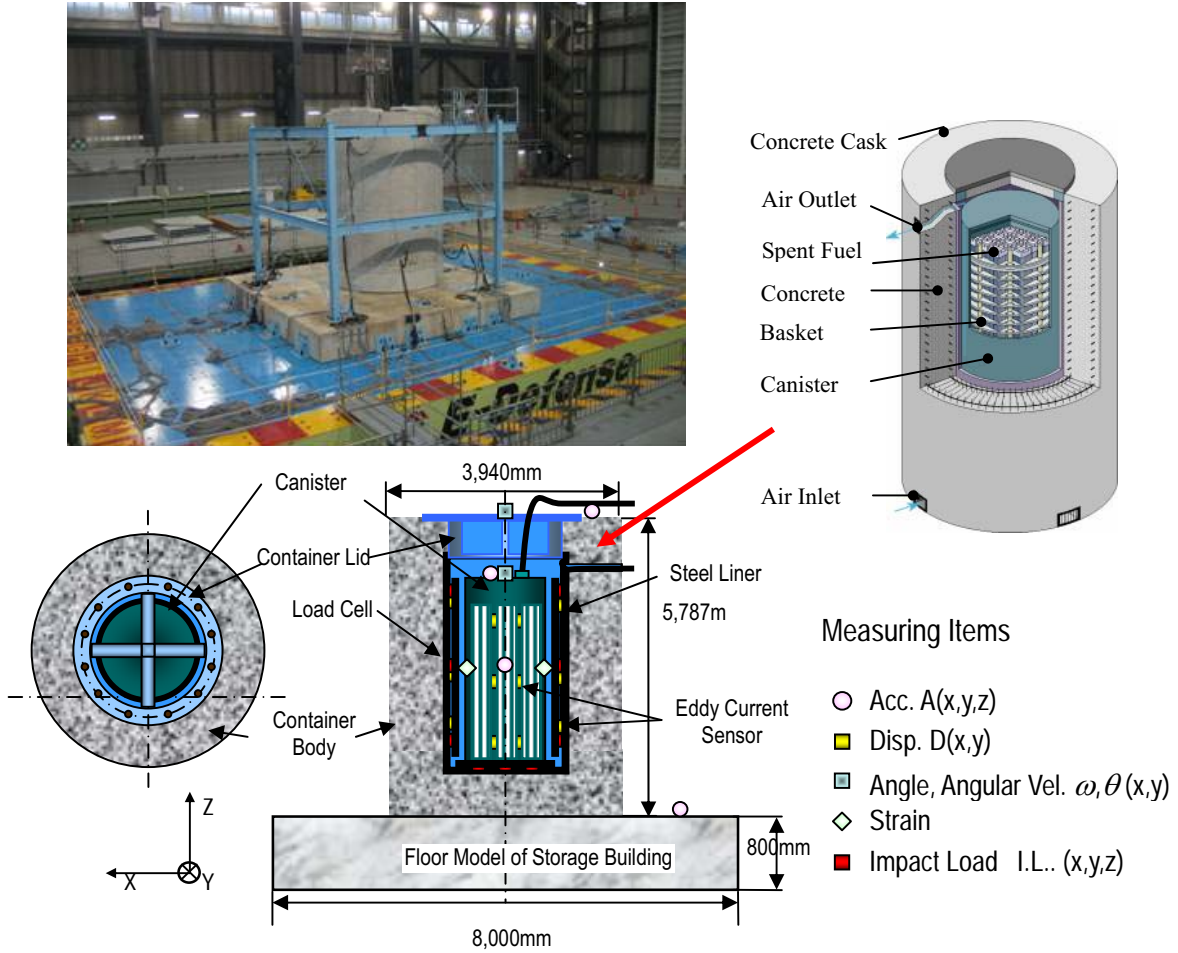 E-Defense
Concrete Cask
Air Outlet
Spent Fuel
Concrete
Basket
Canister
Air Inlet
3,940mm
Canister
Container Lid
Load Cell
Container
Body
Steel Liner
5,787m
Eddy Current
Sensor
Floor Model of Storage Building
800mm
8,000mm
Z
X
Y
Measuring Items
Acc. A(x,y,z)
Disp. D(x,y)
Angle, Angular Vel. ω,θ(x,y)
Strain
Impact Load I.L.. (x,y,z)